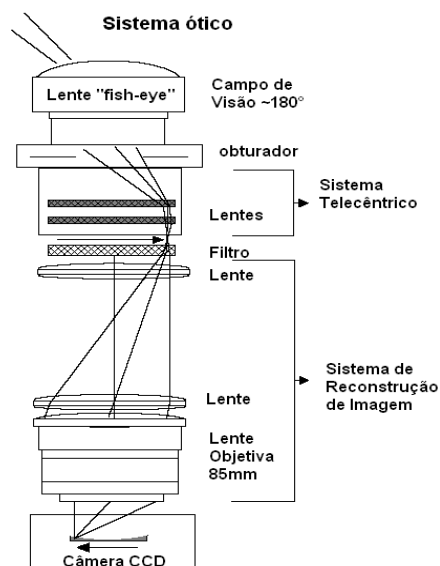 Sistema ótico
Lente "fish-eye"
Campo de
Visão ~180°
obturador
Sistema
Telecêntrico
Lentes
Filtro
Lente
Sistema de
Reconstrução
de Imagem
Lente
Lente
Objetiva
85mm
Câmera CCD